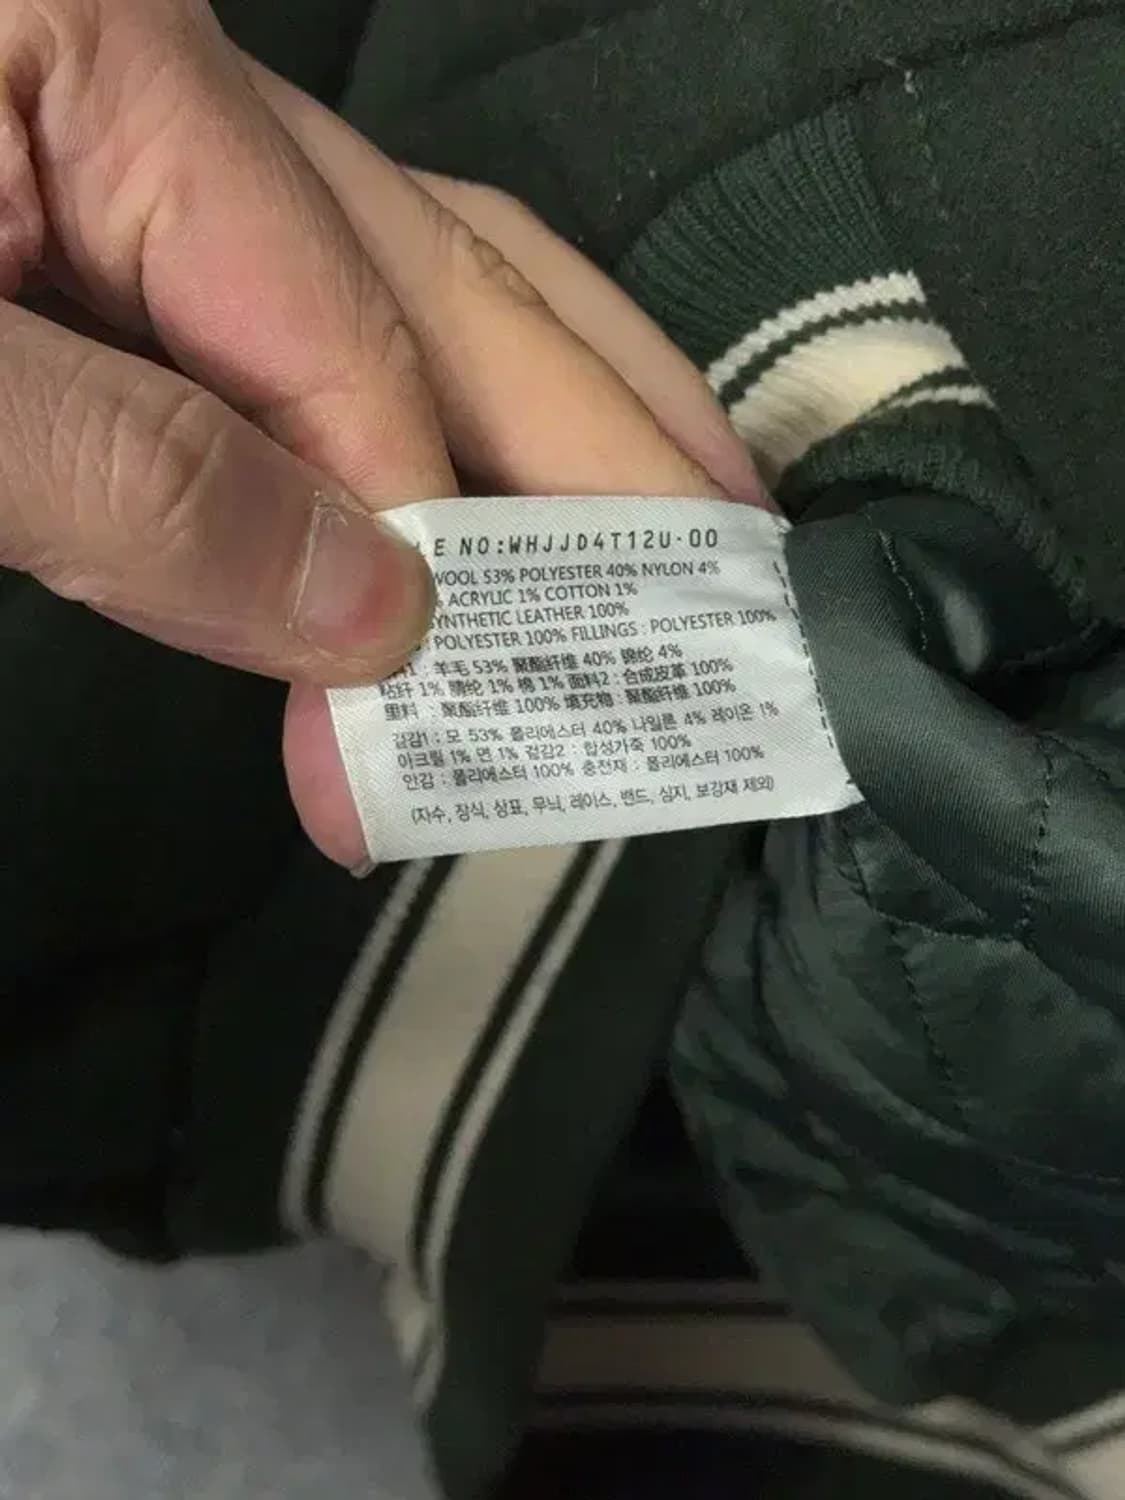 E NO:WHJJD4T12U-00
WOOL 53% POLYESTER 40% NYLON 4%
% ACRYLIC 1% COTTON 1%
YNTHETIC LEATHER 100%
POLYESTER 100% FILLINGS : POLYESTER 100%
料1 : 羊毛 53% 聚酯纤维 40% 锦纶 4%
粘纤 1% 腈纶 1% 棉 1% 面料2 : 合成皮革 100%
里料 : 聚酯纤维 100% 填充物 : 聚酯纤维 100%
겉감1 : 모 53% 폴리에스터 40% 나일론 4% 레이온 1%
아크릴 1% 면 1% 겉감2 : 합성가죽 100%
안감 : 폴리에스터 100% 충전재 : 폴리에스터 100%
(자수, 장식, 상표, 무늬, 레이스, 밴드, 심지, 보강재 제외)